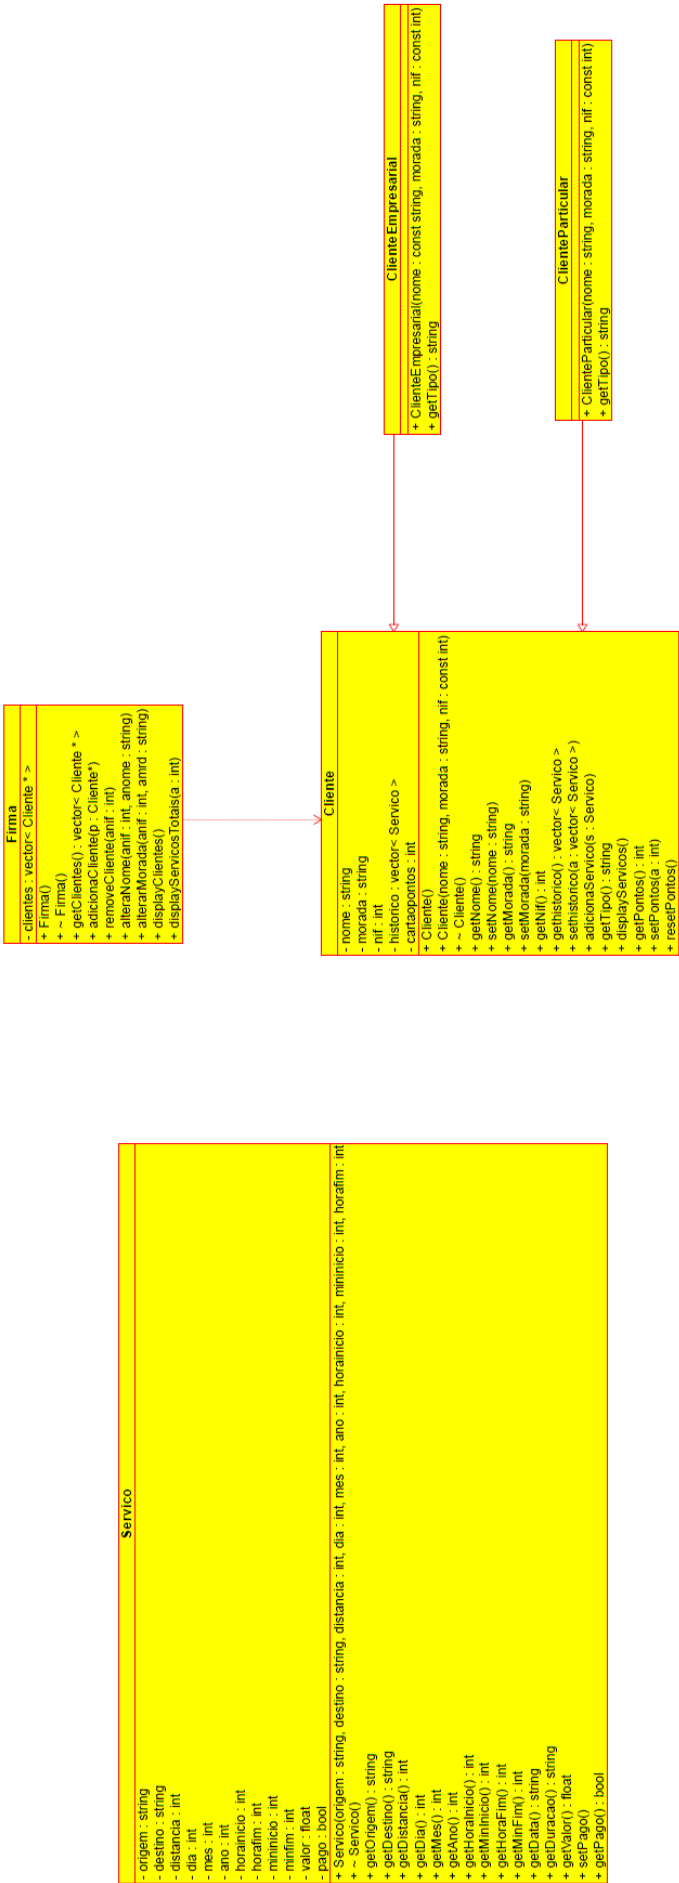 Firma
- clientes : vector< Cliente * >
+ Firma()
+ ~ Firma()
+ getClientes() : vector< Cliente * >
+ adicionaCliente(p : Cliente*)
+ removeCliente(anif : int)
+ alteraNome(anif : int, anome : string)
+ alterarMorada(anif : int, amrd : string)
+ displayClientes()
+ displayServicosTotais(a : int)
ClienteEmpresarial
+ ClienteEmpresarial(nome : const string, morada : string, nif : const int)
+ getTipo() : string
ClienteParticular
+ ClienteParticular(nome : string, morada : string, nif : const int)
+ getTipo() : string
Cliente
- nome : string
- morada : string
- nif : int
- historico : vector< Servico >
- cartaopontos : int
+ Cliente()
+ Cliente(nome : string, morada : string, nif : const int)
+ ~ Cliente()
+ getNome() : string
+ setNome(nome : string)
+ getMorada() : string
+ setMorada(morada : string)
+ getNif() : int
+ gethistorico() : vector< Servico >
+ sethistorico(a : vector< Servico >)
+ adicionaServico(s : Servico)
+ getTipo() : string
+ displayServicos()
+ getPontos() : int
+ setPontos(a : int)
+ resetPontos()
Servico
- origem : string
- destino : string
- distancia : int
- dia : int
- mes : int
- ano : int
- horainicio : int
- horafim : int
- mininicio : int
- minfim : int
- valor : float
- pago : bool
+ Servico(origem : string, destino : string, distancia : int, dia : int, mes : int, ano : int, horainicio : int, mininicio : int, horafim : int
+ ~ Servico()
+ getOrigem() : string
+ getDestino() : string
+ getDistancia() : int
+ getDia() : int
+ getMes() : int
+ getAno() : int
+ getHoraInicio() : int
+ getMinInicio() : int
+ getHoraFim() : int
+ getMinFim() : int
+ getData() : string
+ getDuracao() : string
+ getValor() : float
+ setPago()
+ getPago() : bool